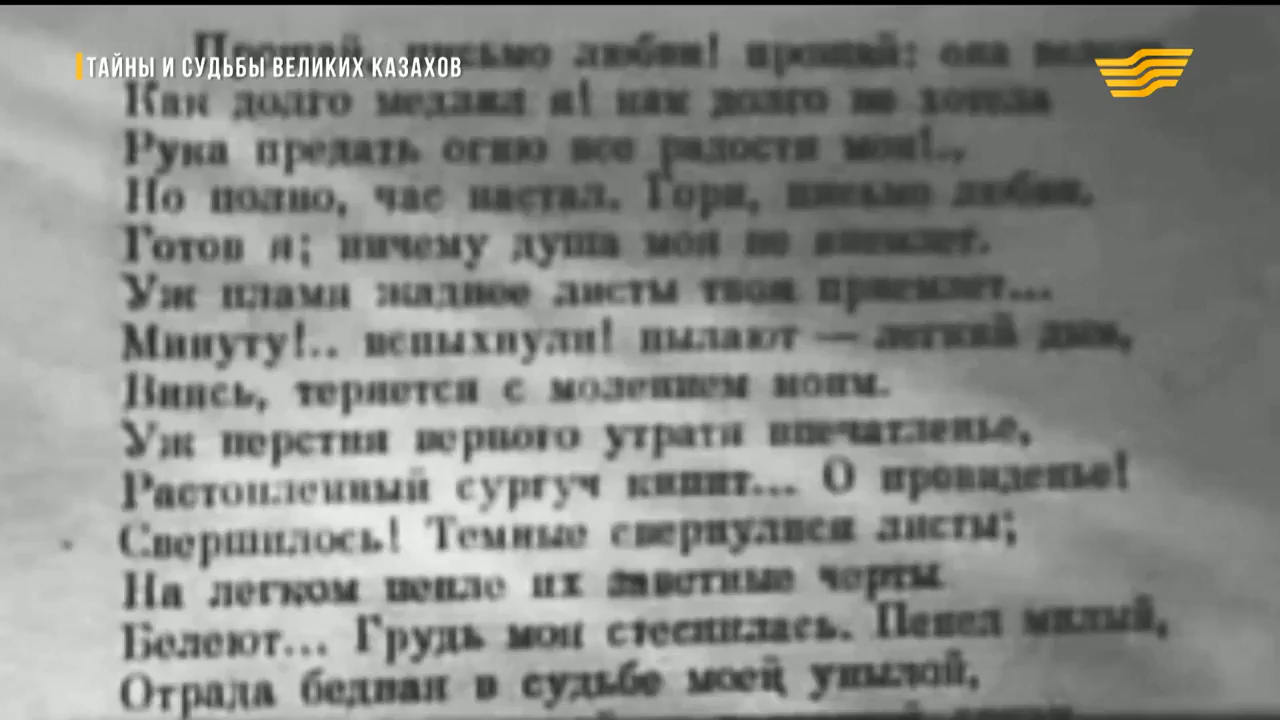 Прощай, письмо любви! прощай: она велела.
ТАЙНЫ И СУДЬБЫ ВЕЛИКИХ КАЗАХОВ
Как долго медлил я! как долго не хотела
Рука предать огню все радости мои!..
Но полно, час настал. Гори, письмо любви.
Готов я; ничему душа моя не внемлет.
Уж пламя жадное листы твои приемлет...
Минуту!.. вспыхнули! пылают — легкий дым,
Виясь, теряется с молением моим.
Уж перстня верного утратя впечатленье,
Растопленный сургуч кипит... О провиденье!
Свершилось! Темные свернулися листы;
На легком пепле их заветные черты
Белеют... Грудь моя стеснилась. Пепел милый,
Отрада бедная в судьбе моей унылой,